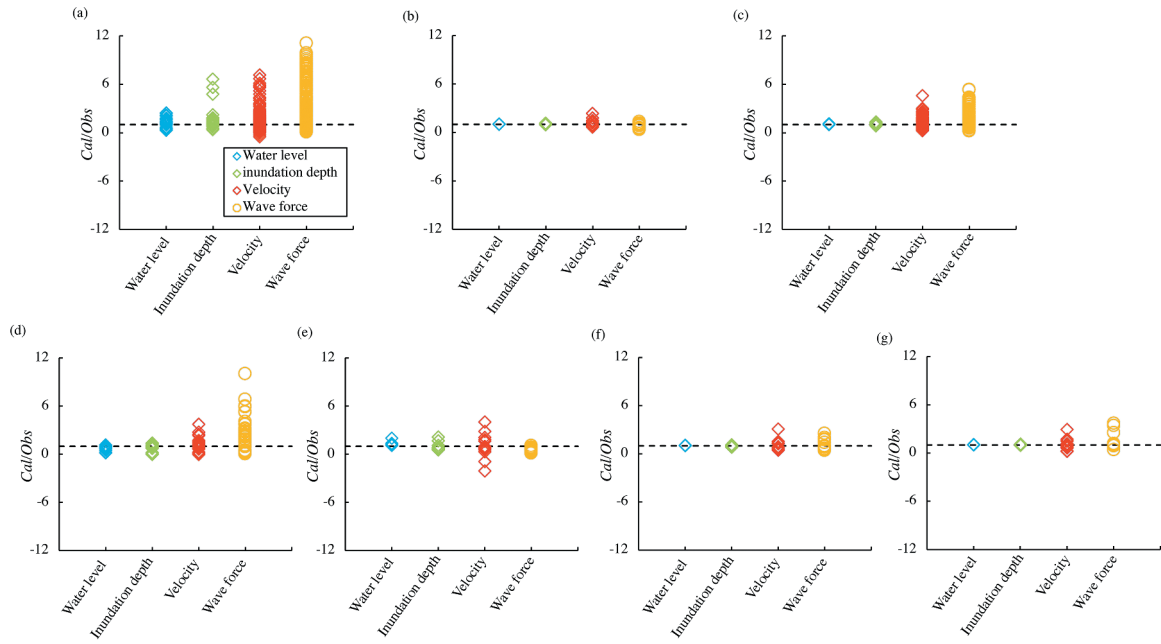 (a)
12
6
0
-6
-12
Cal/Obs
Water level
inundation depth
Velocity
Wave force
Water level
Inundation depth
Velocity
Wave force
(b)
12
6
0
-6
-12
Cal/Obs
Water level
Inundation depth
Velocity
Wave force
(c)
12
6
0
-6
-12
Cal/Obs
Water level
Inundation depth
Velocity
Wave force
(d)
12
6
0
-6
-12
Cal/Obs
Water level
Inundation depth
Velocity
Wave force
(e)
12
6
0
-6
-12
Cal/Obs
Water level
Inundation depth
Velocity
Wave force
(f)
12
6
0
-6
-12
Cal/Obs
Water level
Inundation depth
Velocity
Wave force
(g)
12
6
0
-6
-12
Cal/Obs
Water level
Inundation depth
Velocity
Wave force